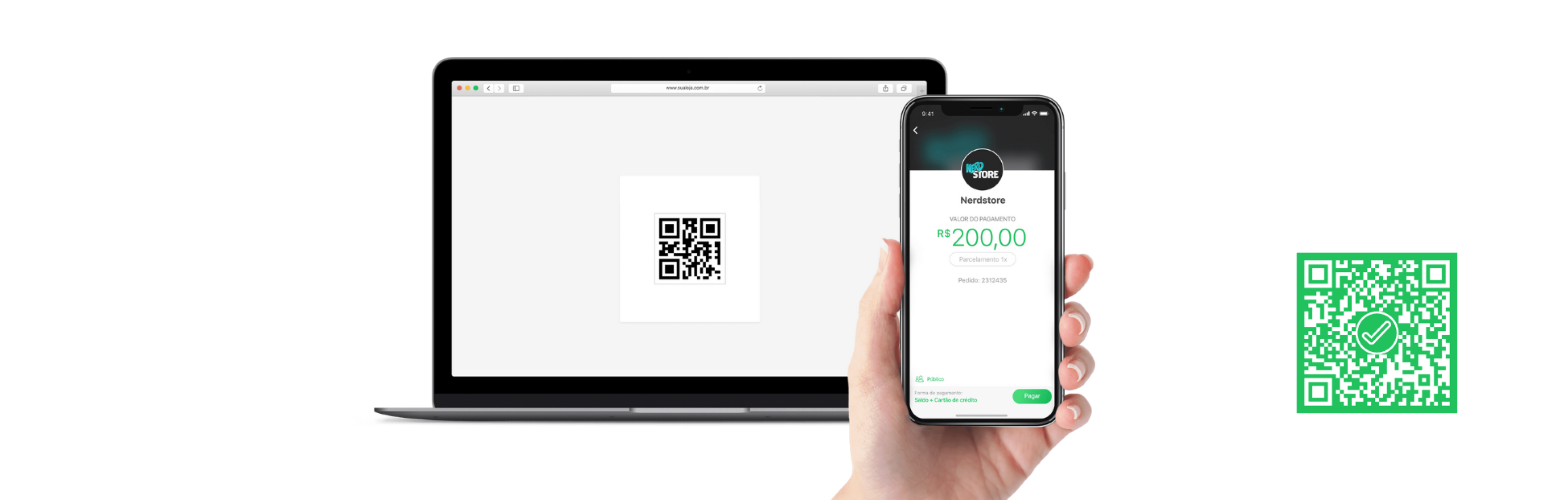 www.sualoja.com.br
9:41
NERD
STORE
Nerdstore
VALOR DO PAGAMENTO
R$200,00
Parcelamento 1x
Pedido: 2312435
Público
Forma de pagamento:
Saldo + Cartão de crédito
Pagar